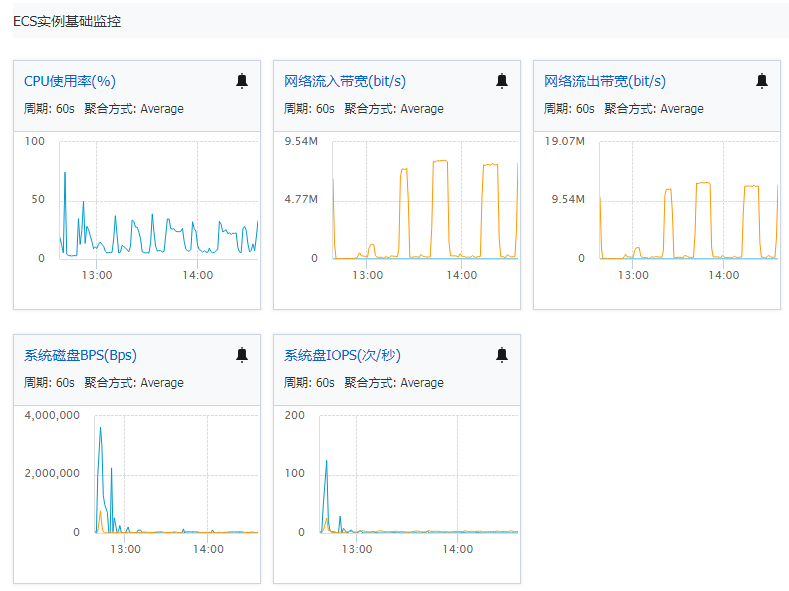 ECS实例基础监控
CPU使用率(%)
周期: 60s 聚合方式: Average
100
50
0
13:00
14:00
网络流入带宽(bit/s)
周期: 60s 聚合方式: Average
9.54M
4.77M
0
13:00
14:00
网络流出带宽(bit/s)
周期: 60s 聚合方式: Average
19.07M
9.54M
0
13:00
14:00
系统磁盘BPS(Bps)
周期: 60s 聚合方式: Average
4,000,000
2,000,000
0
13:00
14:00
系统盘IOPS(次/秒)
周期: 60s 聚合方式: Average
200
100
0
13:00
14:00